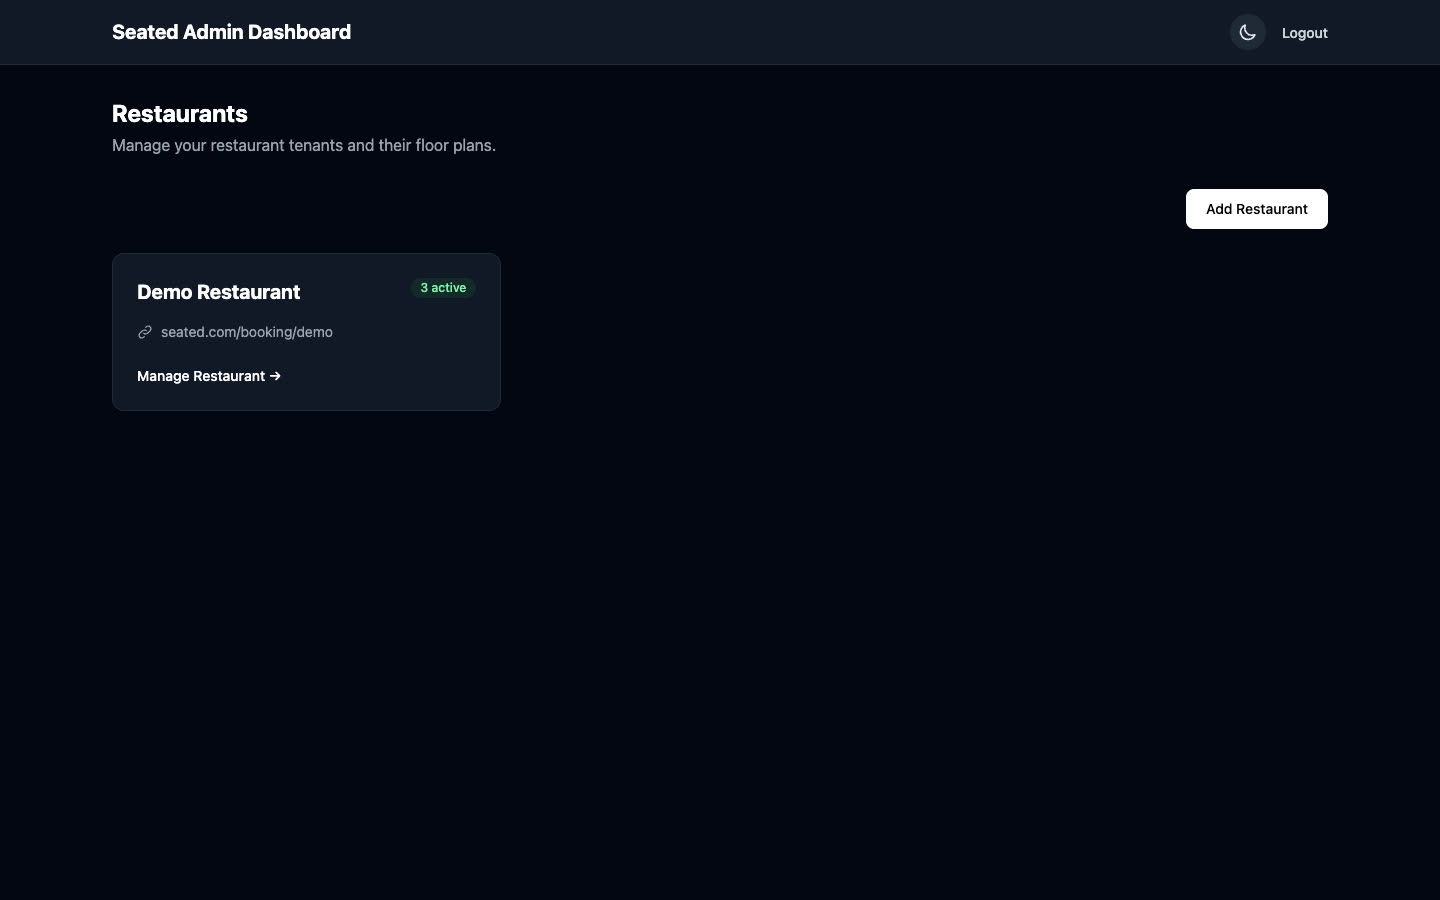 Seated Admin Dashboard
Logout
Restaurants
Manage your restaurant tenants and their floor plans.
Add Restaurant
Demo Restaurant
3 active
seated.com/booking/demo
Manage Restaurant →